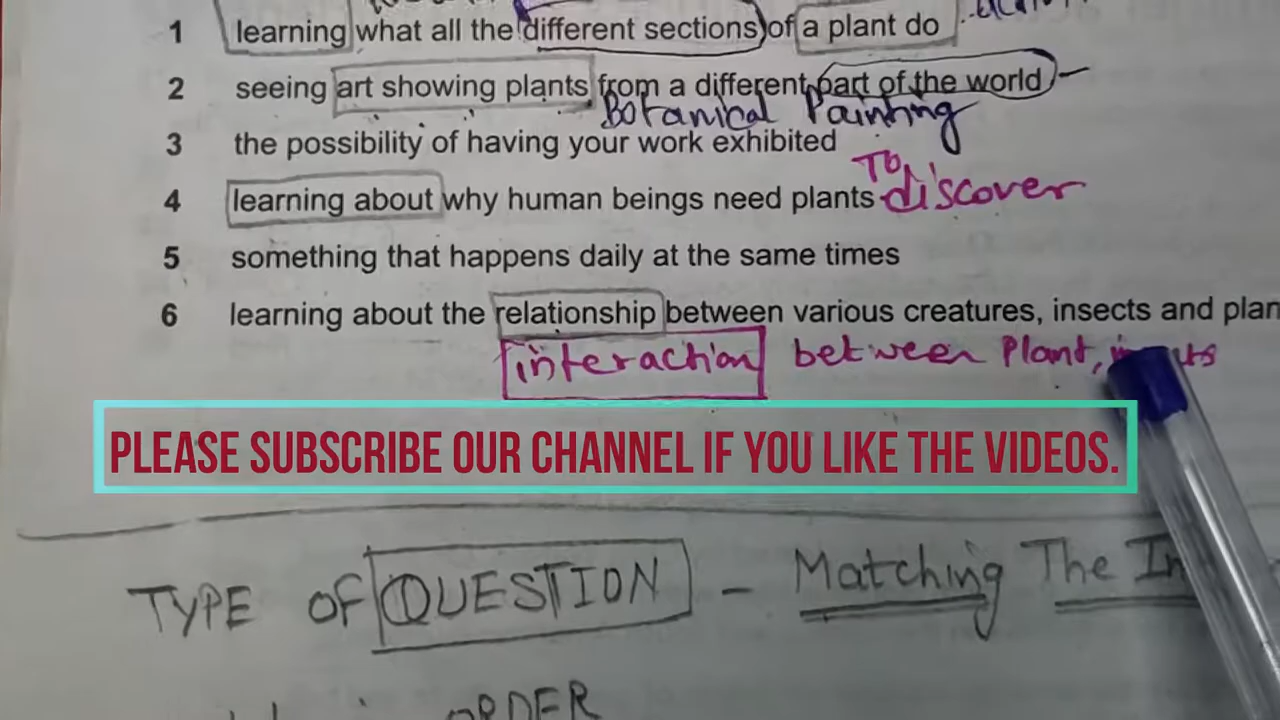 1 learning what all the different sections of a plant do
2 seeing art showing plants from a different part of the world
Botanical Painting
3 the possibility of having your work exhibited
To
4 learning about why human beings need plants discover
5 something that happens daily at the same times
6 learning about the relationship between various creatures, insects and plan
interaction between Plant,
PLEASE SUBSCRIBE OUR CHANNEL IF YOU LIKE THE VIDEOS.
TYPE OF QUESTION - Matching The In
ORDER